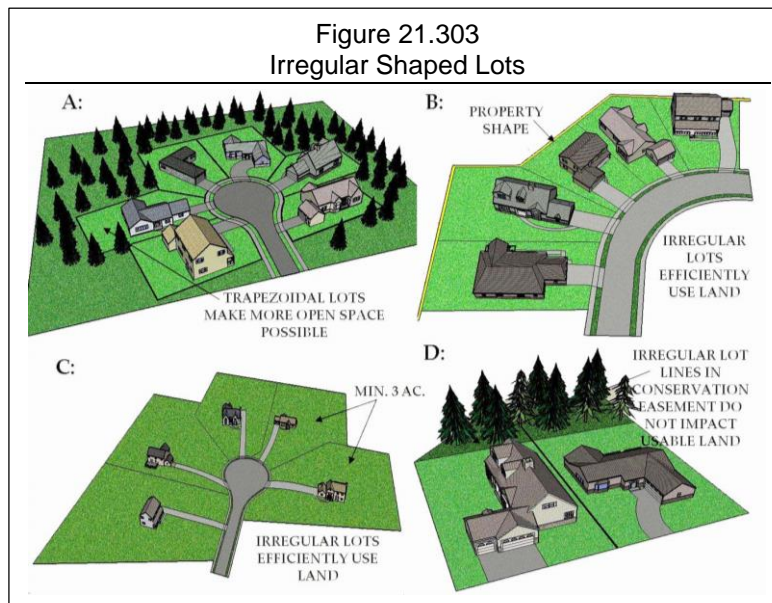 Figure 21.303
Irregular Shaped Lots
A:
TRAPEZOIDAL LOTS
MAKE MORE OPEN SPACE
POSSIBLE
B:
PROPERTY
SHAPE
IRREGULAR
LOTS
EFFICIENTLY
USE LAND
C:
MIN. 3 AC.
IRREGULAR LOTS
EFFICIENTLY USE
LAND
D:
IRREGULAR LOT
LINES IN
CONSERVATION
EASEMENT DO
NOT IMPACT
USABLE LAND